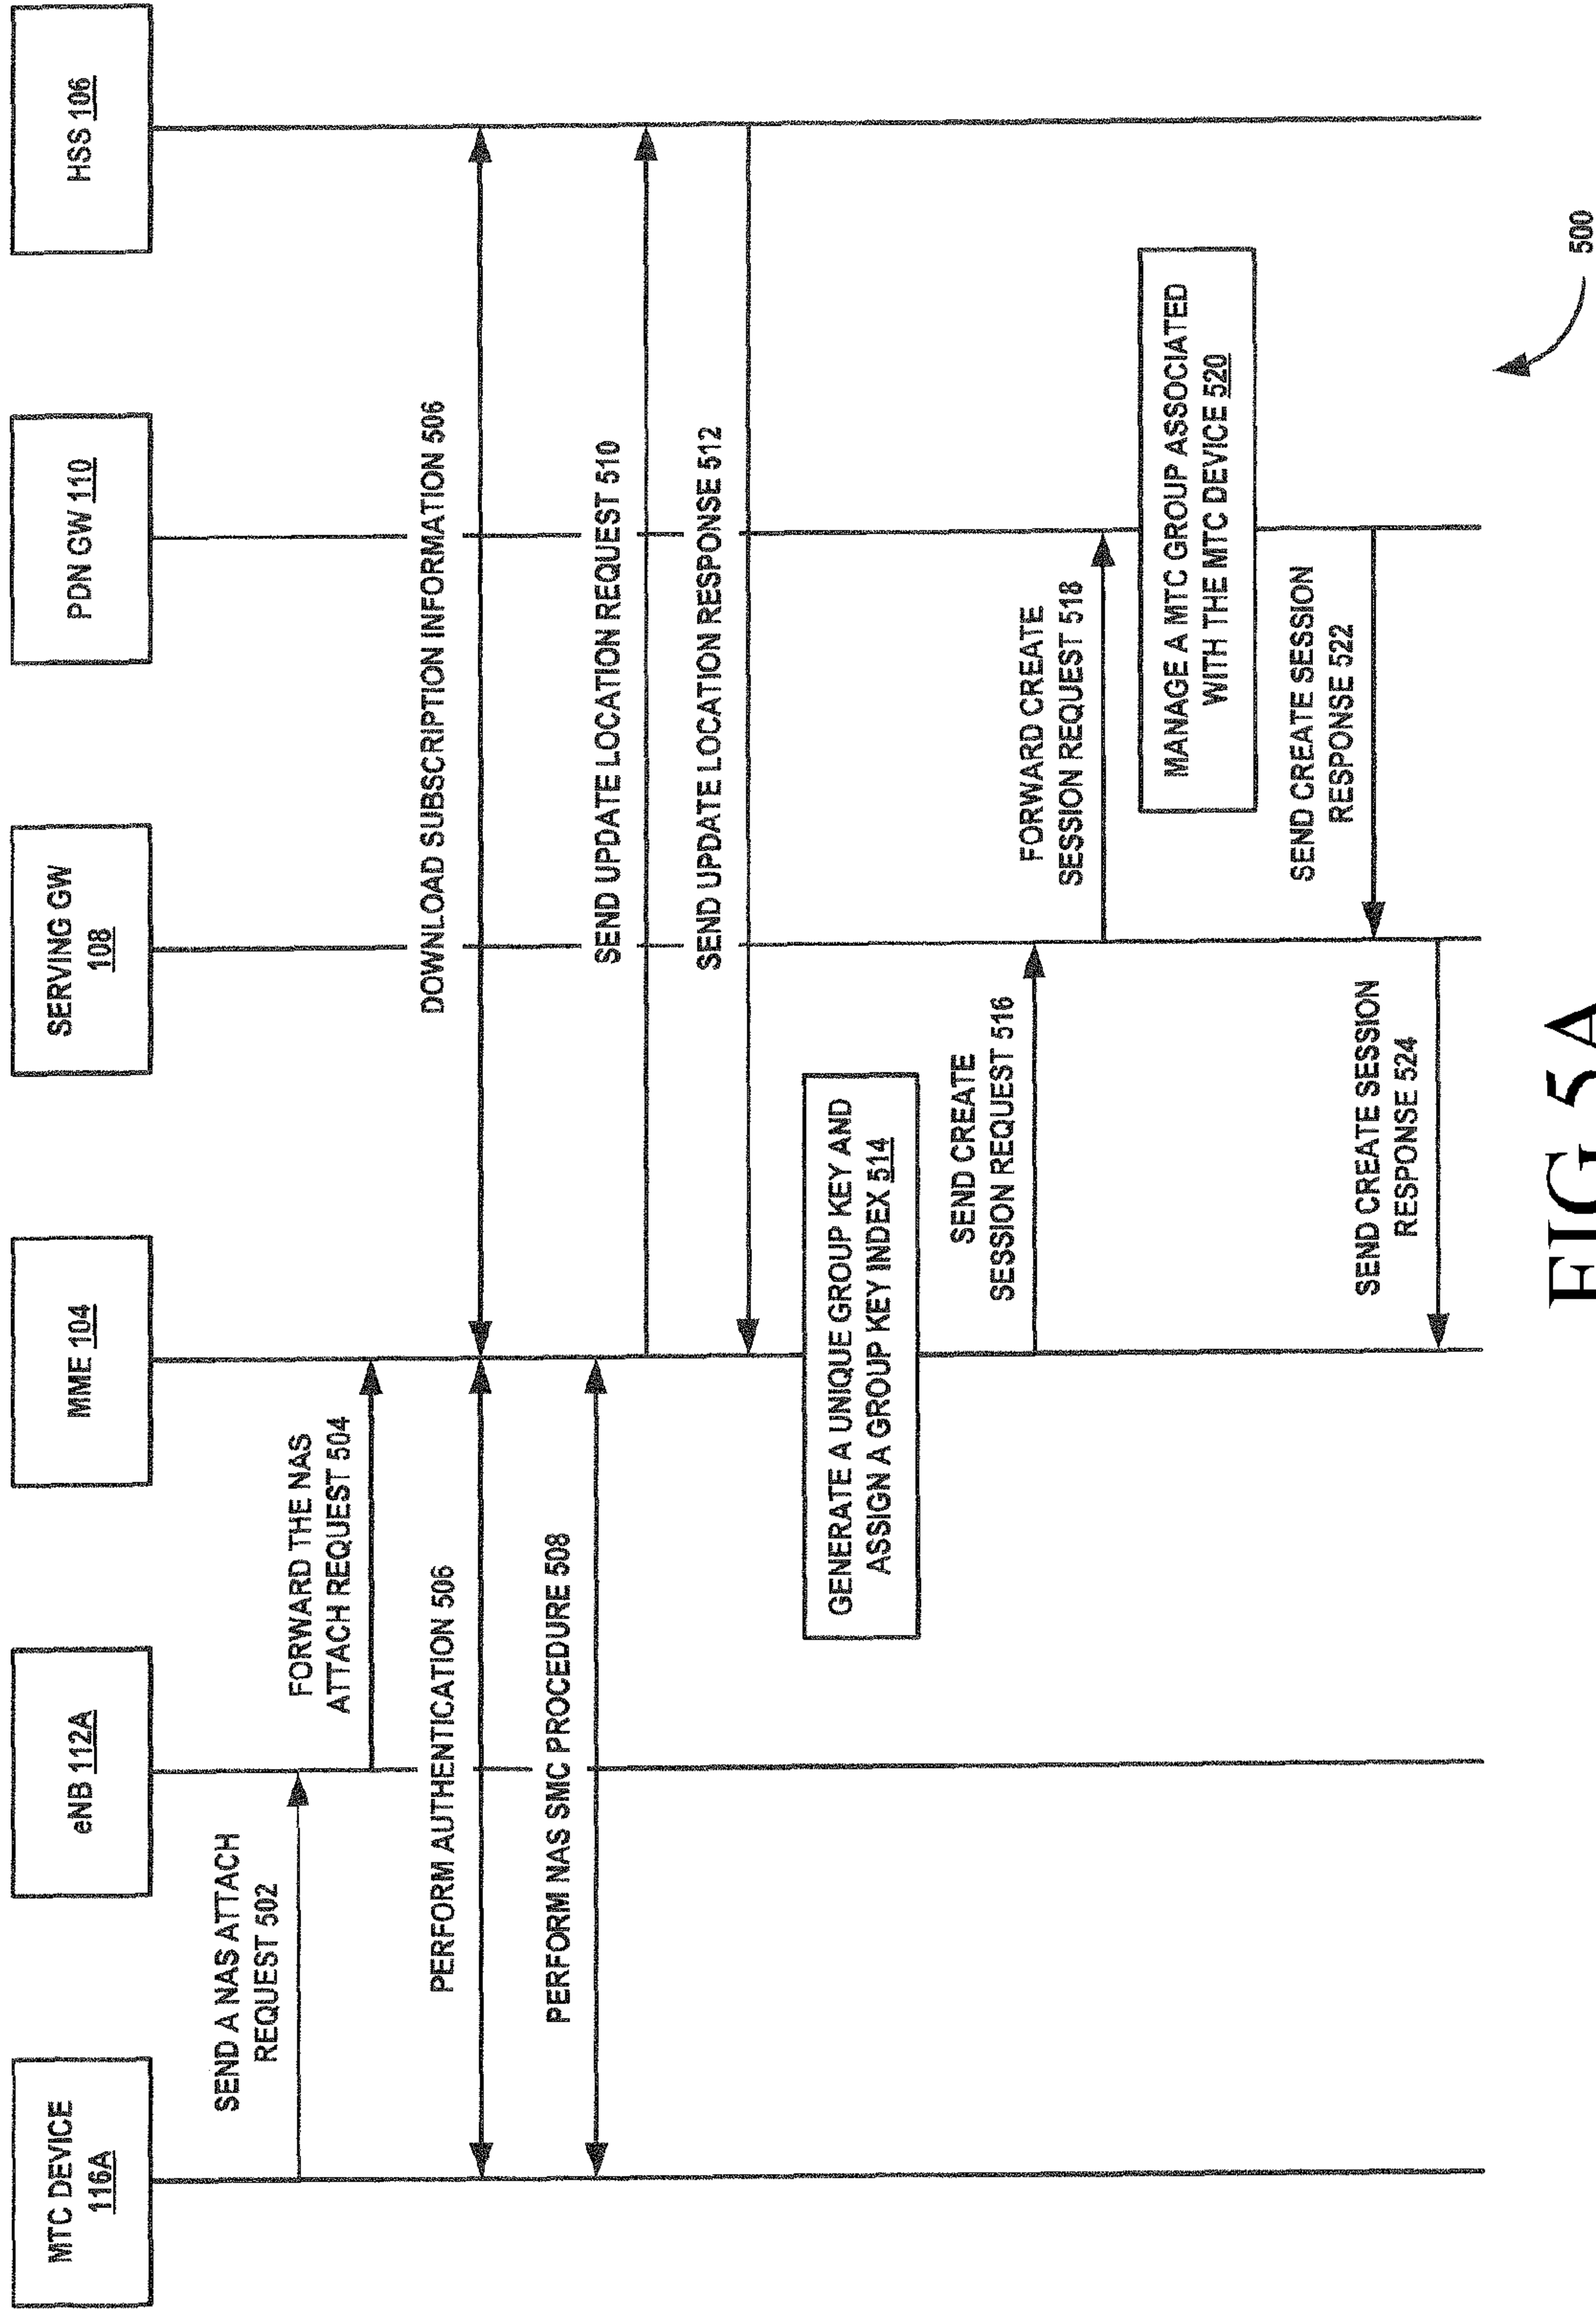 MTC DEVICE
116A
eNB 112A
MME 104
SERVING GW
108
PDN GW 110
HSS 106
SEND A NAS ATTACH
REQUEST 502
FORWARD THE NAS
ATTACH REQUEST 504
PERFORM AUTHENTICATION 506
DOWNLOAD SUBSCRIPTION INFORMATION 506
PERFORM NAS SMC PROCEDURE 508
SEND UPDATE LOCATION REQUEST 510
SEND UPDATE LOCATION RESPONSE 512
GENERATE A UNIQUE GROUP KEY AND
ASSIGN A GROUP KEY INDEX 514
SEND CREATE
SESSION REQUEST 516
FORWARD CREATE
SESSION REQUEST 518
MANAGE A MTC GROUP ASSOCIATED
WITH THE MTC DEVICE 520
SEND CREATE SESSION
RESPONSE 522
SEND CREATE SESSION
RESPONSE 524
500
FIG 5A